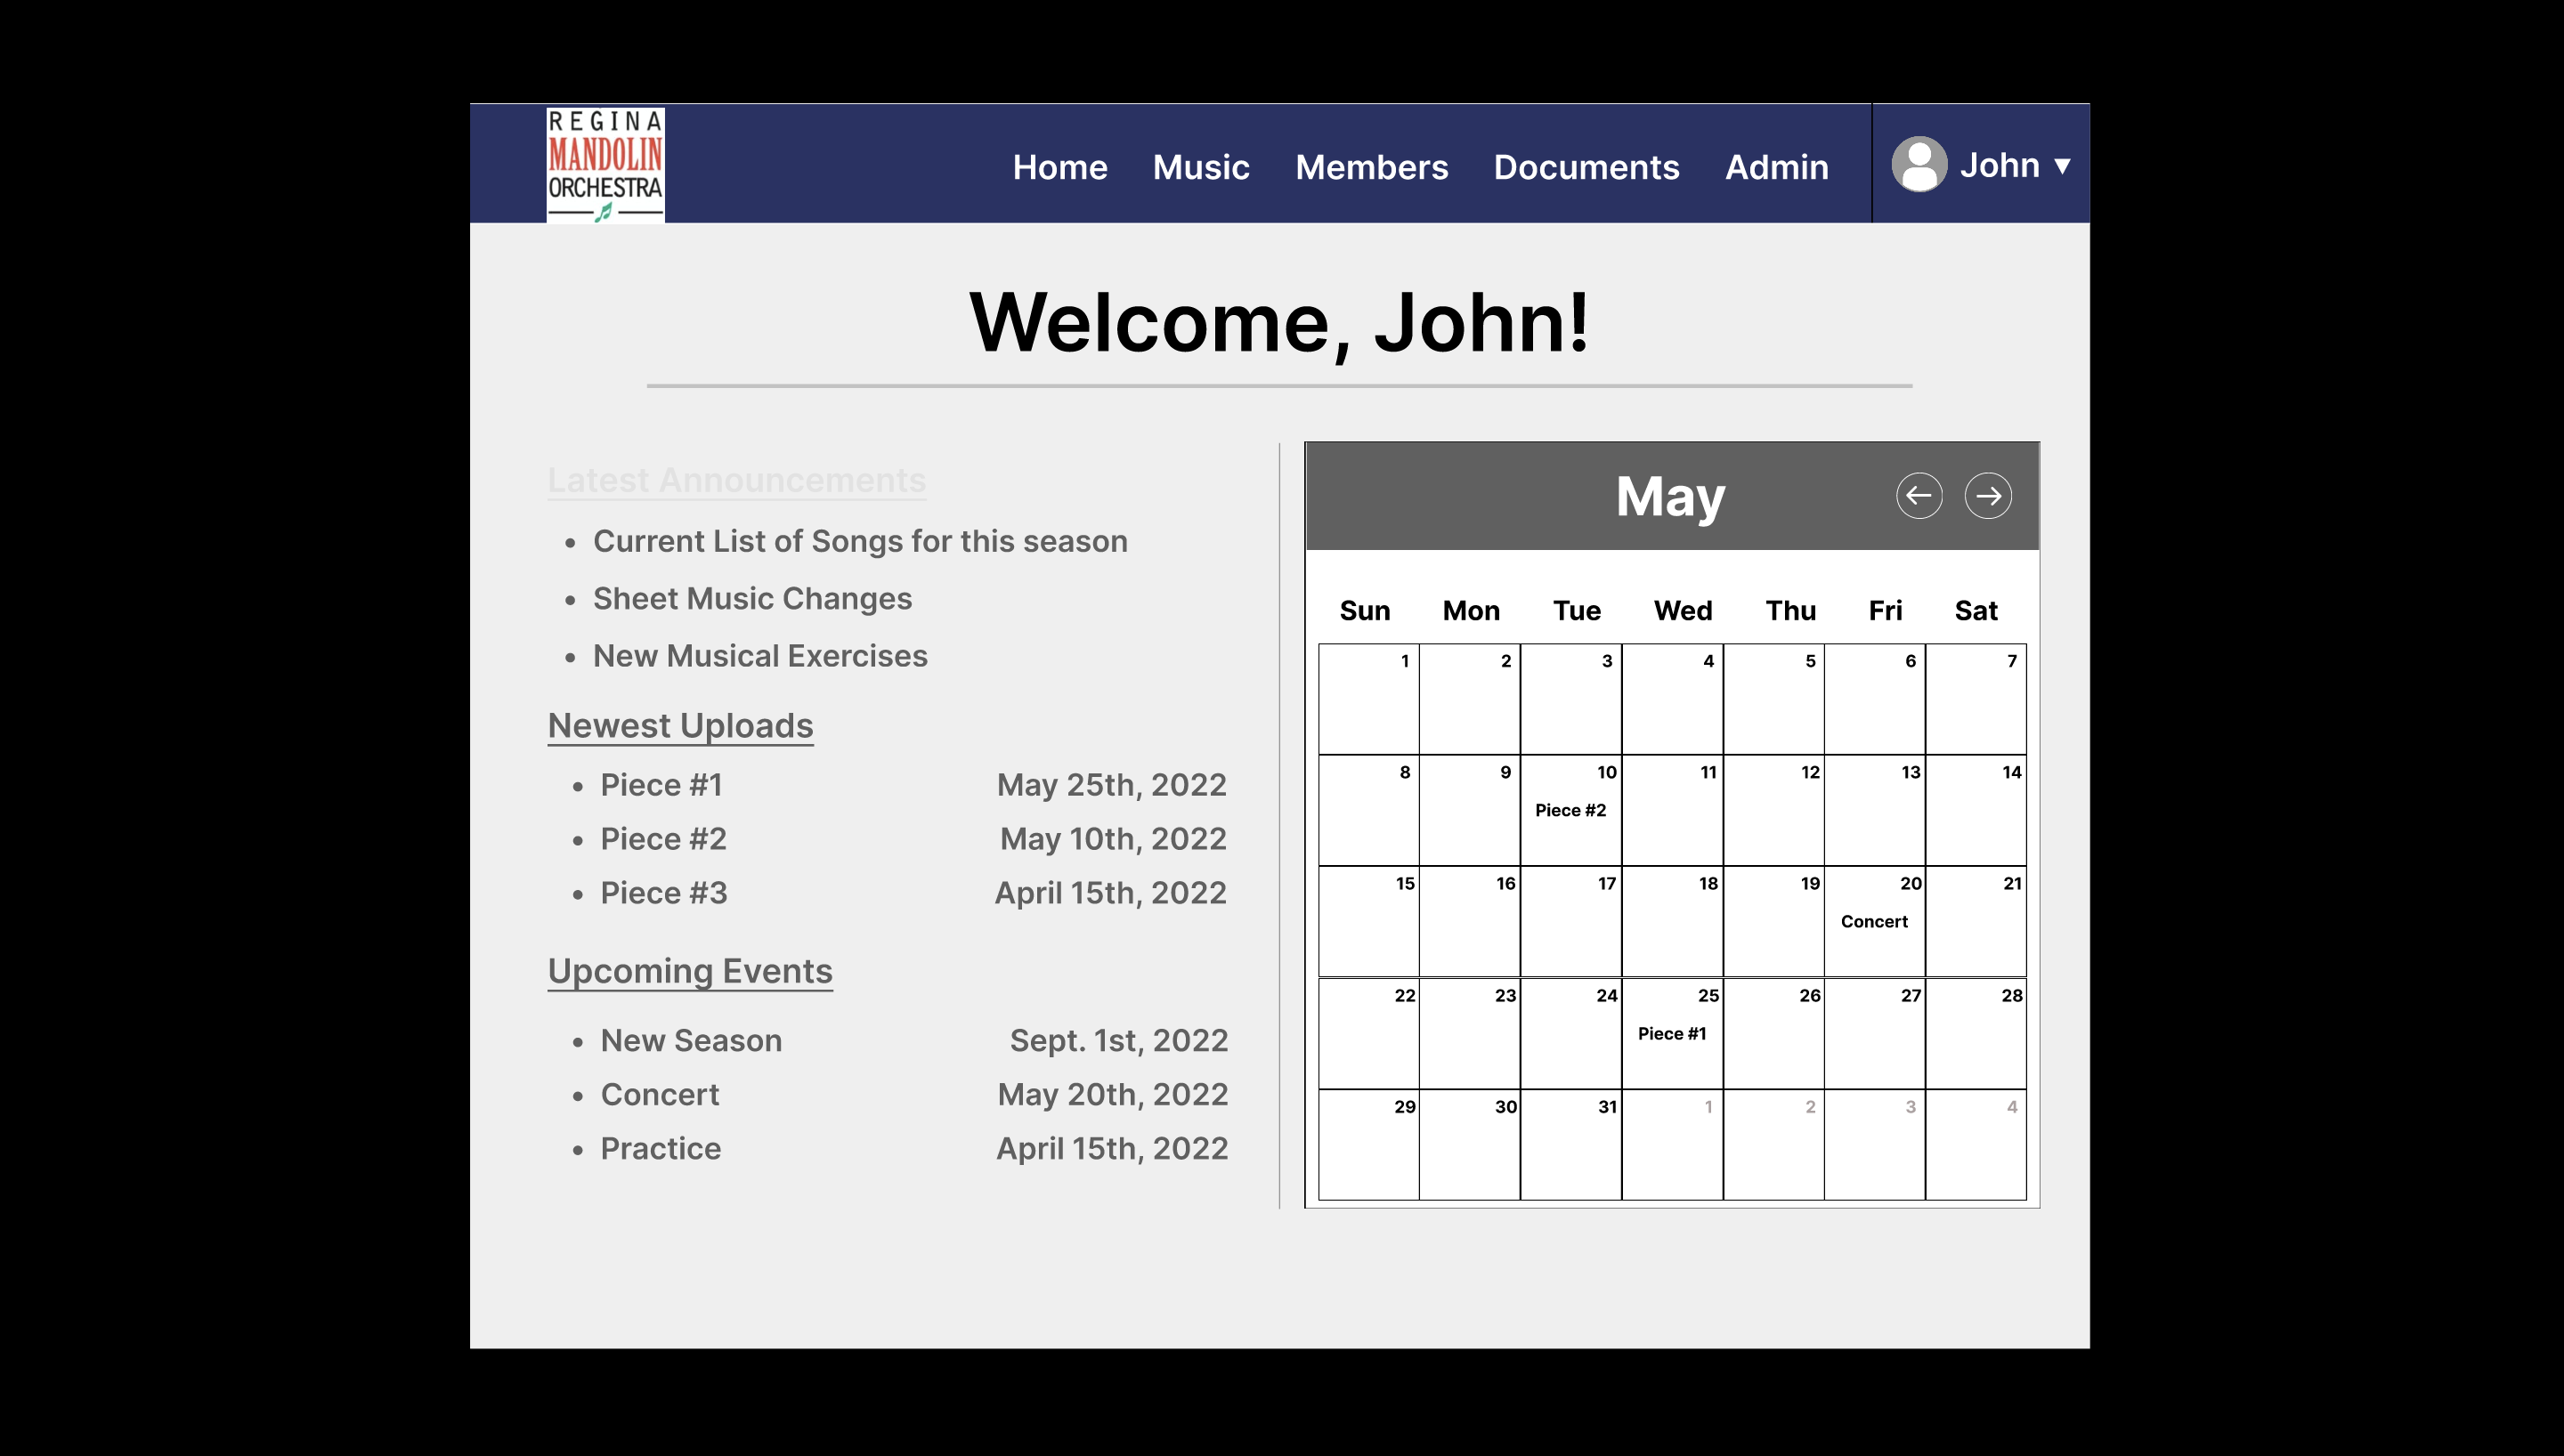 REGINA
MANDOLIN
ORCHESTRA
Home Music Members Documents Admin John ▼
Welcome, John!
Latest Announcements
• Current List of Songs for this season
• Sheet Music Changes
• New Musical Exercises
Newest Uploads
• Piece #1 May 25th, 2022
• Piece #2 May 10th, 2022
• Piece #3 April 15th, 2022
Upcoming Events
• New Season Sept. 1st, 2022
• Concert May 20th, 2022
• Practice April 15th, 2022
May
Sun Mon Tue Wed Thu Fri Sat
1 2 3 4 5 6 7
8 9 10 11 12 13 14
Piece #2
15 16 17 18 19 20 21
Concert
22 23 24 25 26 27 28
Piece #1
29 30 31 1 2 3 4